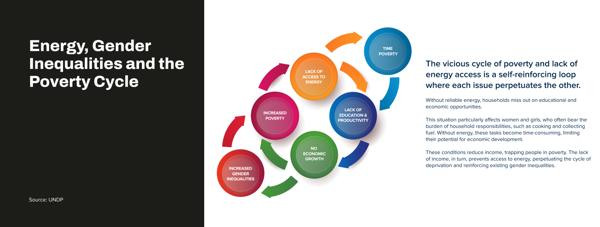 Energy, Gender
Inequalities and the
Poverty Cycle
Source: UNDP
TIME
POVERTY
LACK OF
ACCESS TO
ENERGY
LACK OF
EDUCATION &
PRODUCTIVITY
INCREASED
POVERTY
NO
ECONOMIC
GROWTH
INCREASED
GENDER
INEQUALITIES
The vicious cycle of poverty and lack of
energy access is a self-reinforcing loop
where each issue perpetuates the other.
Without reliable energy, households miss out on educational and
economic opportunities.
This situation particularly affects women and girls, who often bear the
burden of household responsibilities, such as cooking and collecting
fuel. Without energy, these tasks become time-consuming, limiting
their potential for economic development.
These conditions reduce income, trapping people in poverty. The lack
of income, in turn, prevents access to energy, perpetuating the cycle of
deprivation and reinforcing existing gender inequalities.